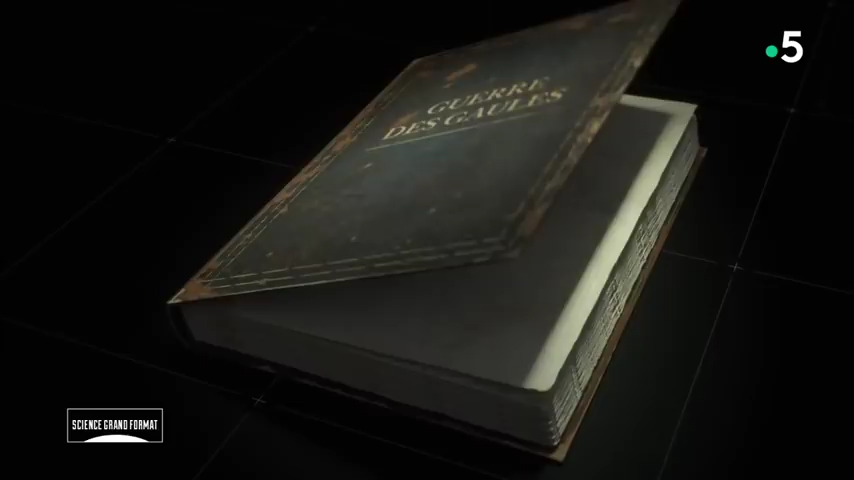 5
GUERRE
DES GAULES
SCIENCE GRAND FORMAT